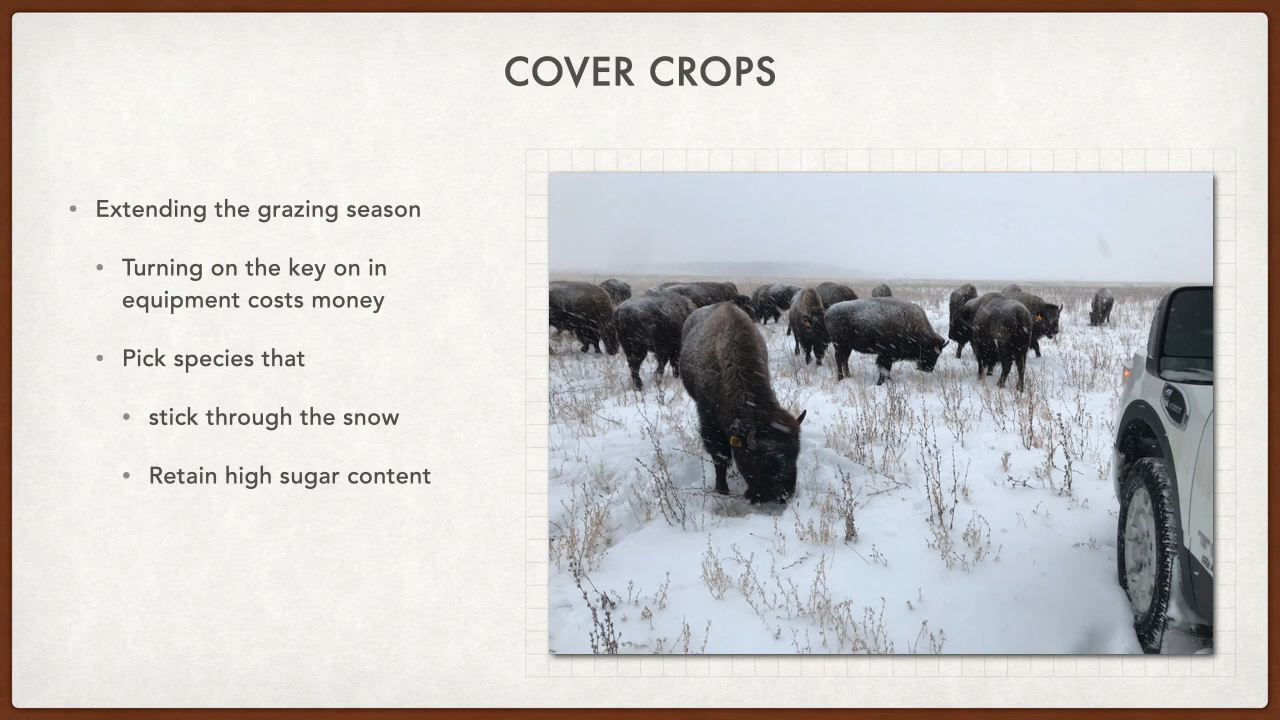 COVER CROPS
• Extending the grazing season
• Turning on the key on in
equipment costs money
• Pick species that
• stick through the snow
• Retain high sugar content